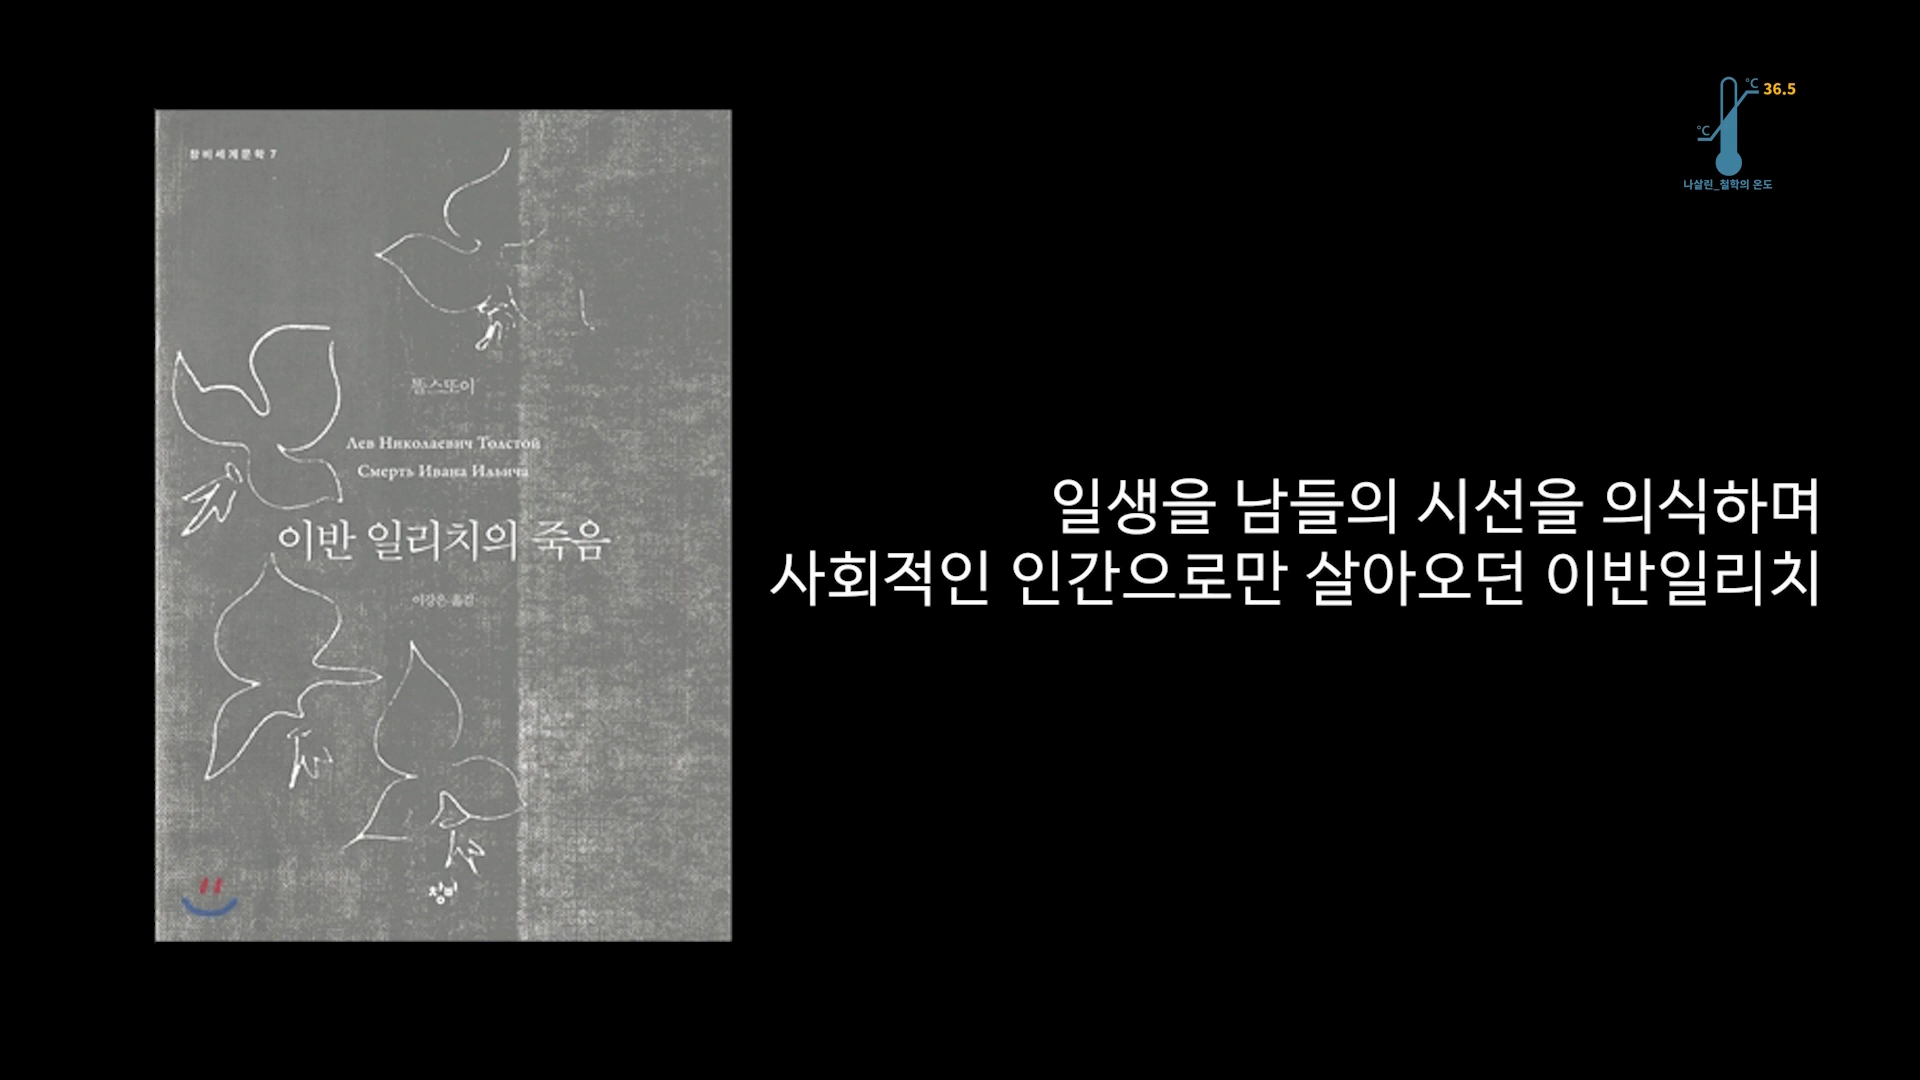 창비세계문학 7
똘스또이
Лев Николаевич Толстой
Смерть Ивана Ильича
이반 일리치의 죽음
이강은 옮김
창비
일생을 남들의 시선을 의식하며
사회적인 인간으로만 살아오던 이반일리치
°C 36.5
°C
나살린_철학의 온도